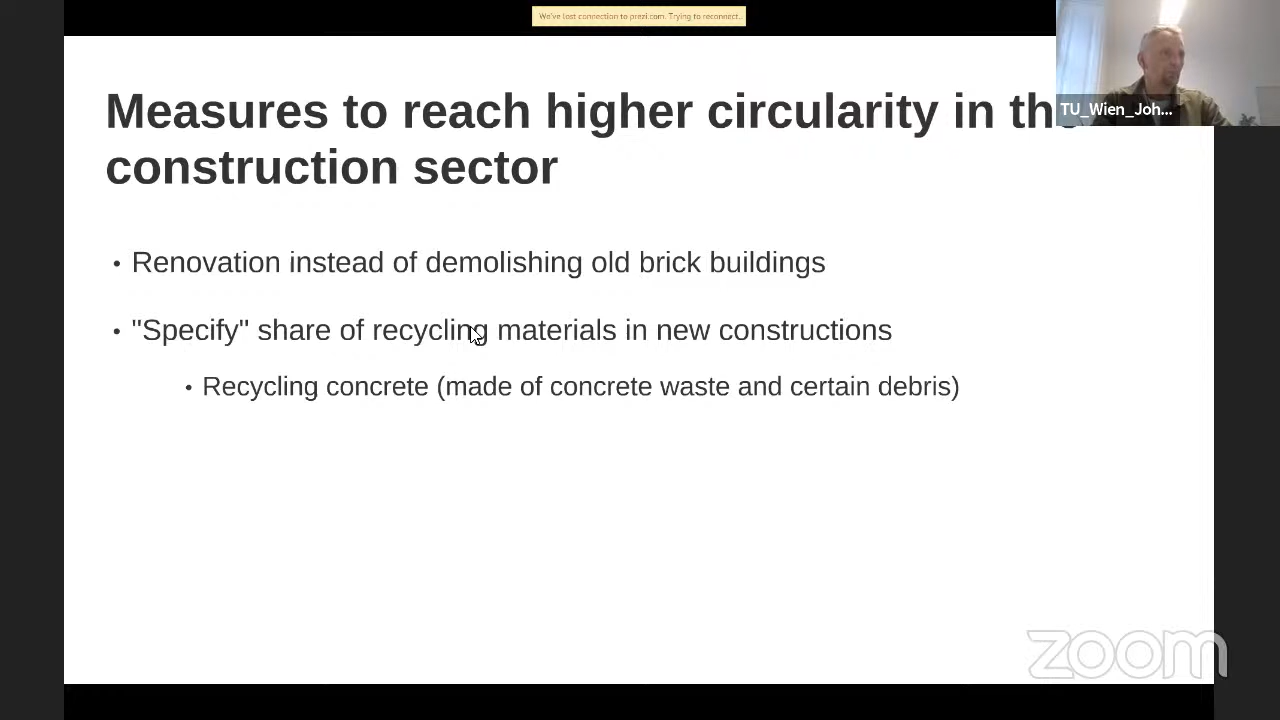 We've lost connection to prezi.com. Trying to reconnect...
Measures to reach higher circularity in the
construction sector
TU_Wien_Joh...
• Renovation instead of demolishing old brick buildings
• "Specify" share of recycling materials in new constructions
• Recycling concrete (made of concrete waste and certain debris)
zoom